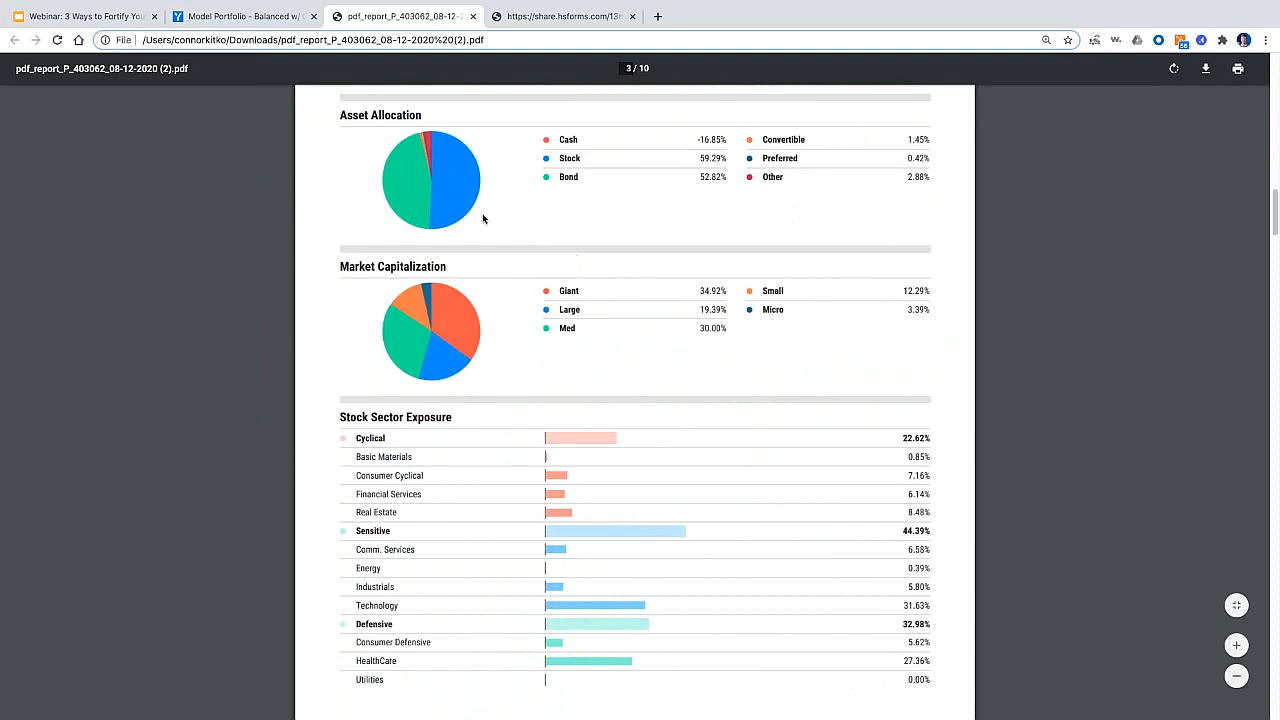 Webinar: 3 Ways to Fortify You
Model Portfolio - Balanced w/
pdf_report_P_403062_08-12-2
https://share.hsforms.com/13
File /Users/connorkitko/Downloads/pdf_report_P_403062_08-12-2020%20(2).pdf
56
pdf_report_P_403062_08-12-2020 (2).pdf 3 / 10
Asset Allocation
Cash -16.85% Convertible 1.45%
Stock 59.29% Preferred 0.42%
Bond 52.82% Other 2.88%
Market Capitalization
Giant 34.92% Small 12.29%
Large 19.39% Micro 3.39%
Med 30.00%
Stock Sector Exposure
Cyclical 22.62%
Basic Materials 0.85%
Consumer Cyclical 7.16%
Financial Services 6.14%
Real Estate 8.48%
Sensitive 44.39%
Comm. Services 6.58%
Energy 0.39%
Industrials 5.80%
Technology 31.63%
Defensive 32.98%
Consumer Defensive 5.62%
HealthCare 27.36%
Utilities 0.00%